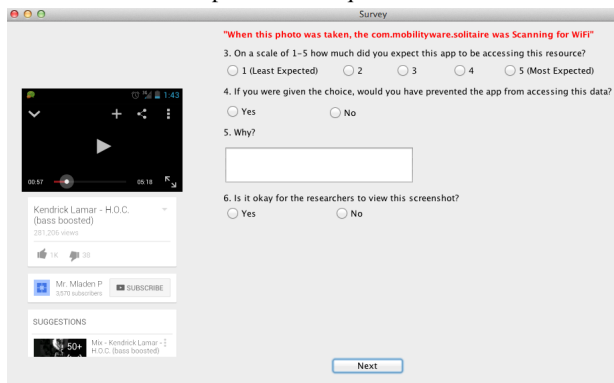 Survey
"When this photo was taken, the com.mobilityware.solitaire was Scanning for WiFi"
3. On a scale of 1-5 how much did you expect this app to be accessing this resource?
1 (Least Expected) 2 3 4 5 (Most Expected)
4. If you were given the choice, would you have prevented the app from accessing this data?
Yes No
5. Why?
6. Is it okay for the researchers to view this screenshot?
Yes No
Next
1:43
00:57 05:18
Kendrick Lamar - H.O.C.
(bass boosted)
281,206 views
1K 38
Mr. Mladen P
3,570 subscribers
SUBSCRIBE
SUGGESTIONS
50+
Mix - Kendrick Lamar -
H.O.C. (bass boosted)